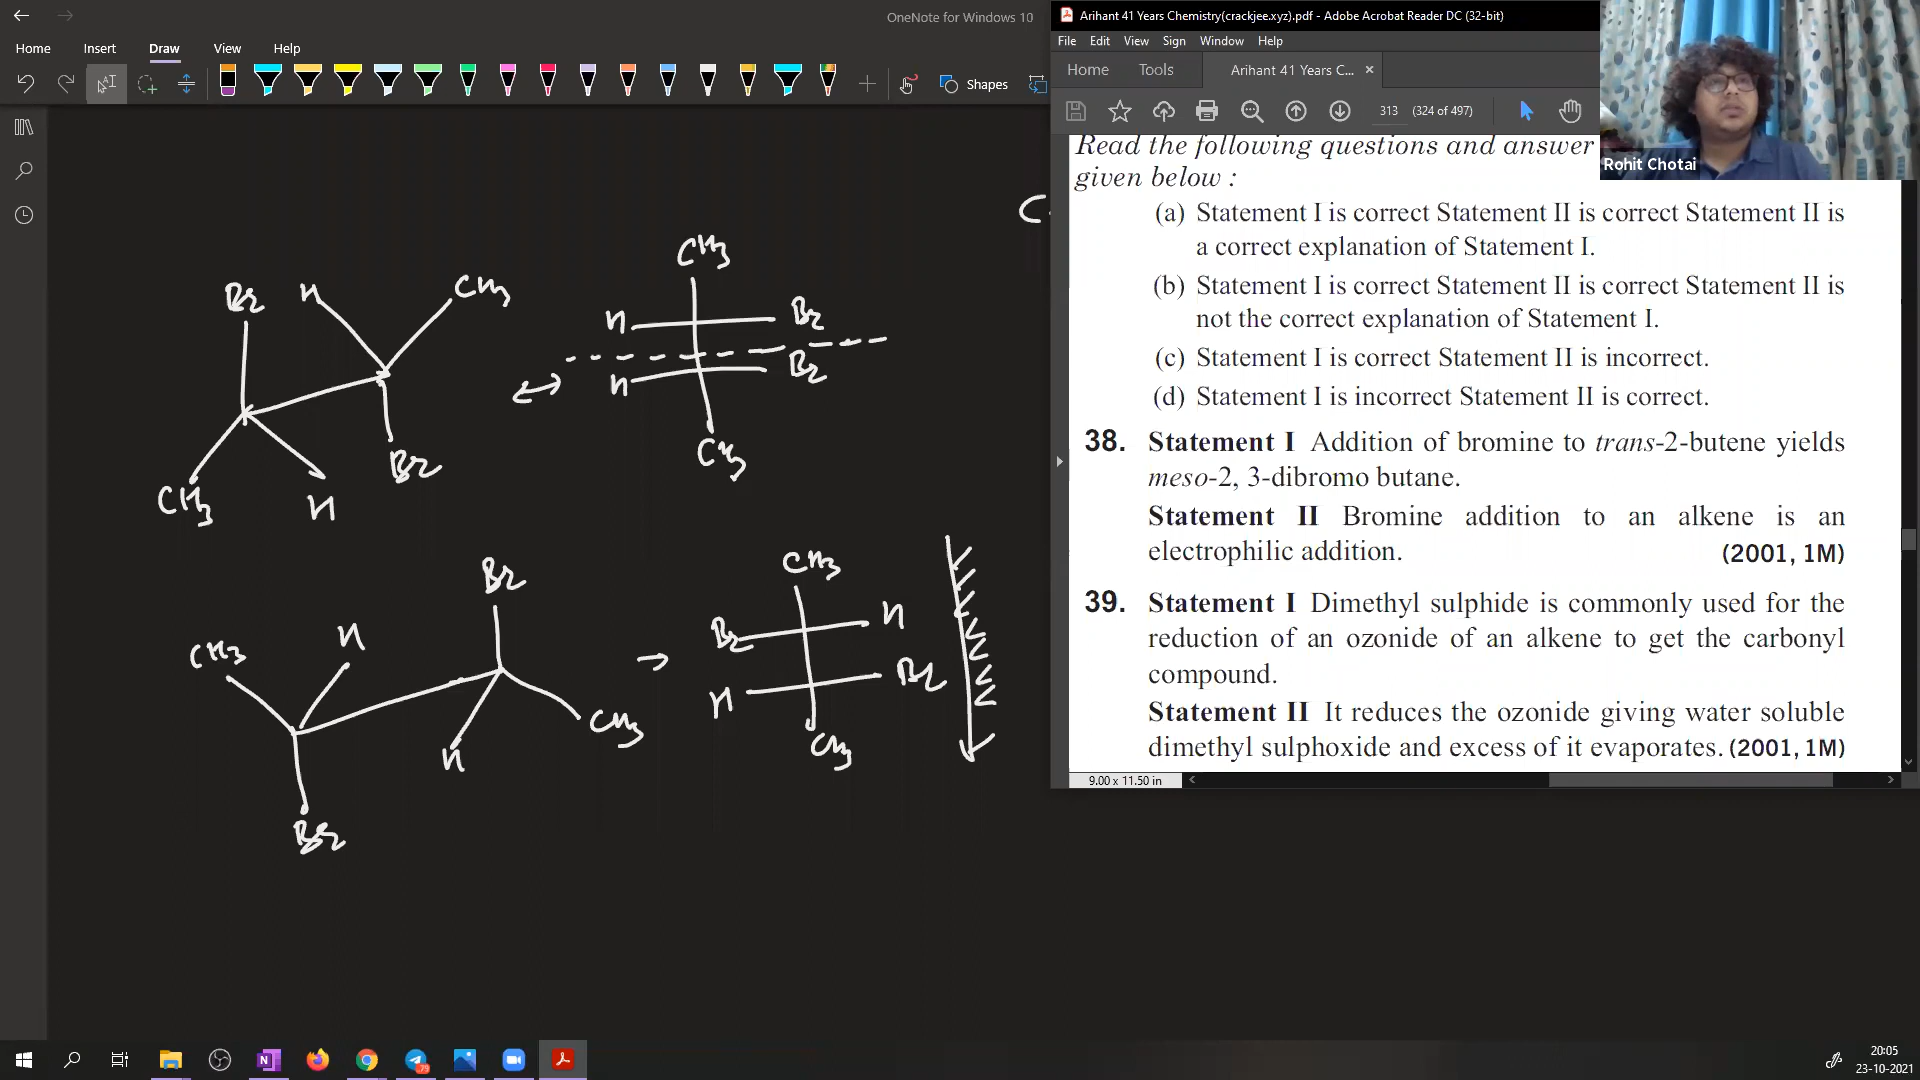 OneNote for Windows 10
Home Insert Draw View Help
Shapes
Br H CH3
CH3 H Br
CH3
H Br
H Br
CH3
CH3 H Br
H CH3
Br
CH3
Br H
H Br
CH3
C
Arihant 41 Years Chemistry(crackjee.xyz).pdf - Adobe Acrobat Reader DC (32-bit)
File Edit View Sign Window Help
Home Tools Arihant 41 Years C... ×
313 (324 of 497)
Rohit Chotai
Read the following questions and answer
given below :
(a) Statement I is correct Statement II is correct Statement II is
a correct explanation of Statement I.
(b) Statement I is correct Statement II is correct Statement II is
not the correct explanation of Statement I.
(c) Statement I is correct Statement II is incorrect.
(d) Statement I is incorrect Statement II is correct.
38. Statement I Addition of bromine to trans-2-butene yields
meso-2, 3-dibromo butane.
Statement II Bromine addition to an alkene is an
electrophilic addition. (2001, 1M)
39. Statement I Dimethyl sulphide is commonly used for the
reduction of an ozonide of an alkene to get the carbonyl
compound.
Statement II It reduces the ozonide giving water soluble
dimethyl sulphoxide and excess of it evaporates. (2001, 1M)
9.00 x 11.50 in
79
20:05
23-10-2021